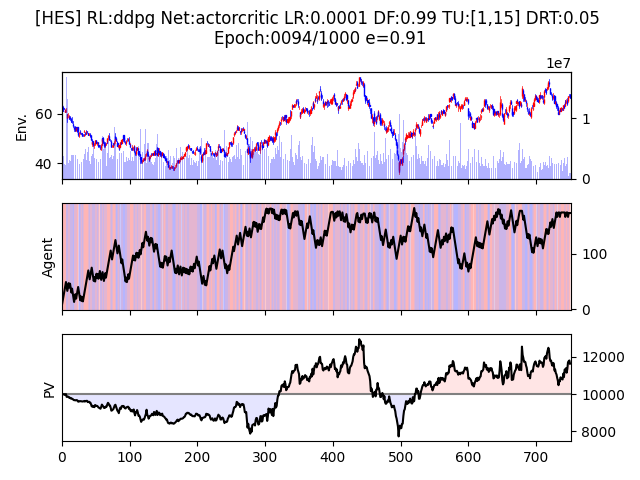 [HES] RL:ddpg Net:actorcritic LR:0.0001 DF:0.99 TU:[1,15] DRT:0.05
Epoch:0094/1000 e=0.91
1e7
60
40
Env.
1
0
Agent
100
0
PV
12000
10000
8000
0 100 200 300 400 500 600 700